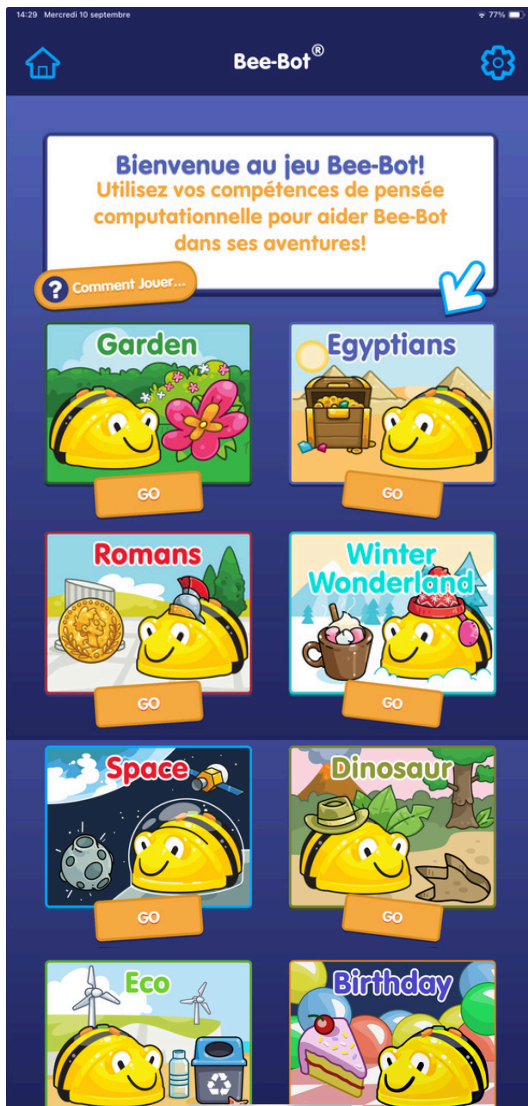 14:29 Mercredi 10 septembre
77%
Bee-Bot®
Bienvenue au jeu Bee-Bot!
Utilisez vos compétences de pensée
computationnelle pour aider Bee-Bot
dans ses aventures!
? Comment Jouer...
Garden
GO
Egyptians
GO
Romans
GO
Winter
Wonderland
GO
Space
GO
Dinosaur
GO
Eco
Birthday